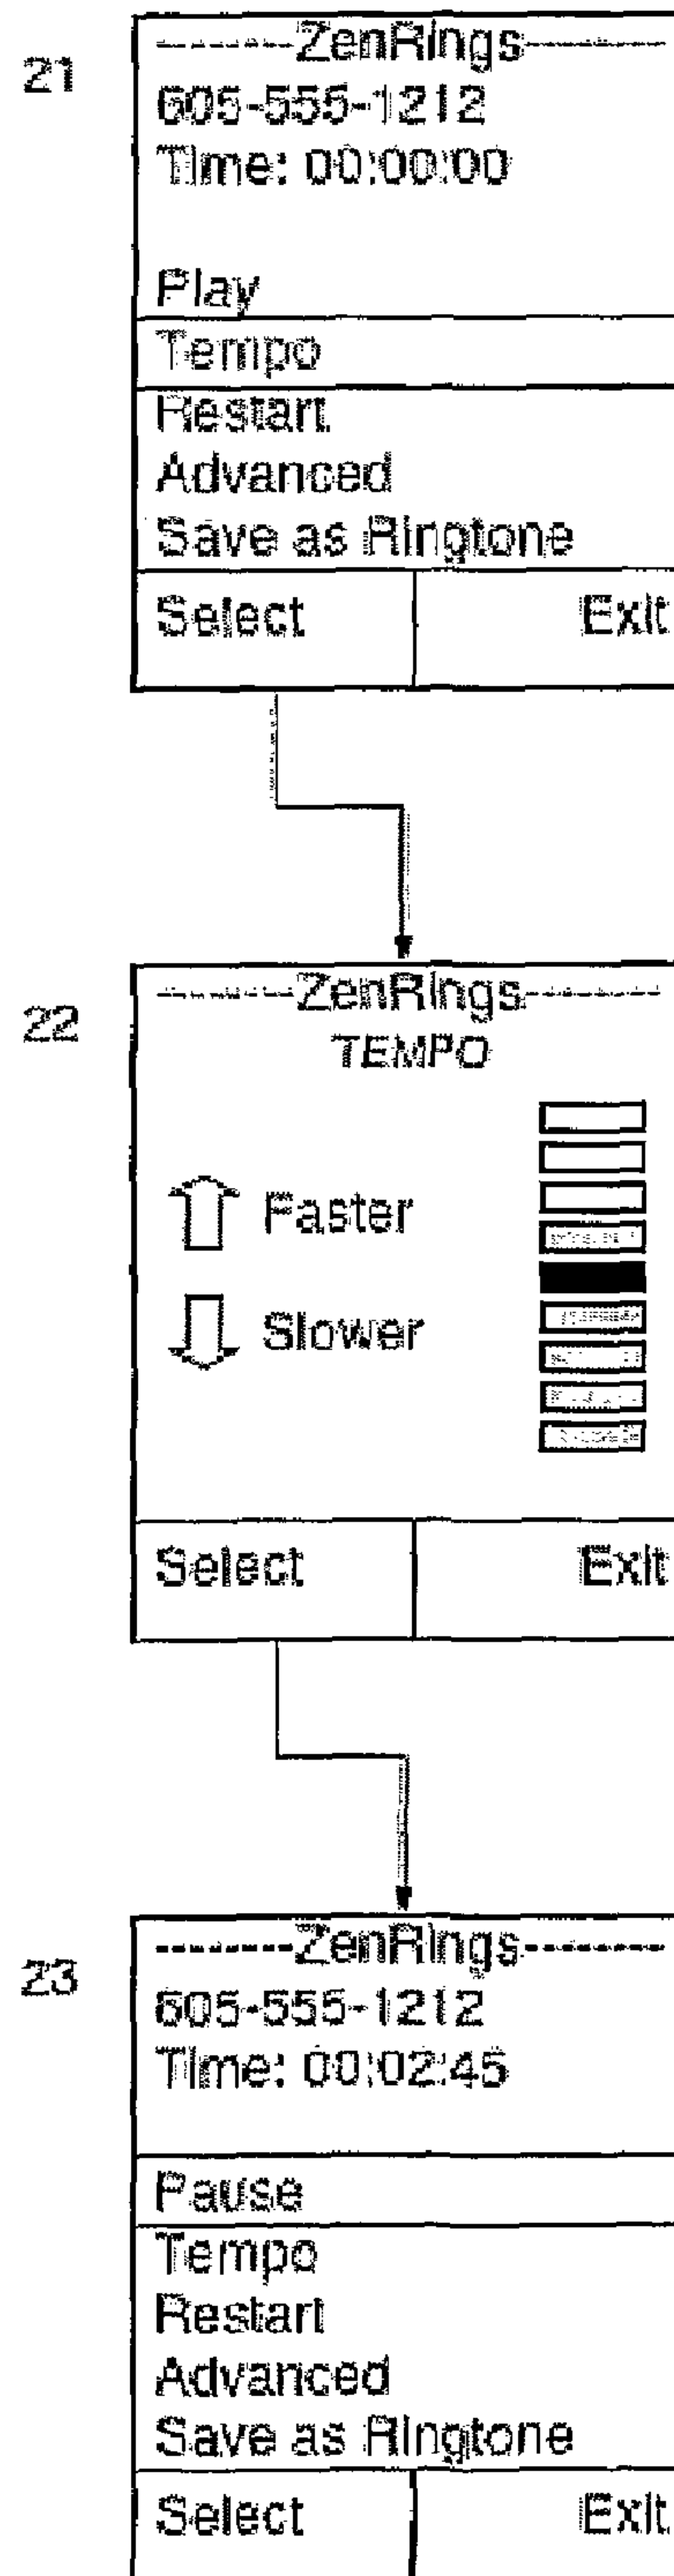 21
------ZenRings------
605-555-1212
Time: 00:00:00
Play
Tempo
Restart
Advanced
Save as Ringtone
Select Exit
22
------ZenRings------
TEMPO
Faster
Slower
Select Exit
23
------ZenRings------
605-555-1212
Time: 00:02:45
Pause
Tempo
Restart
Advanced
Save as Ringtone
Select Exit